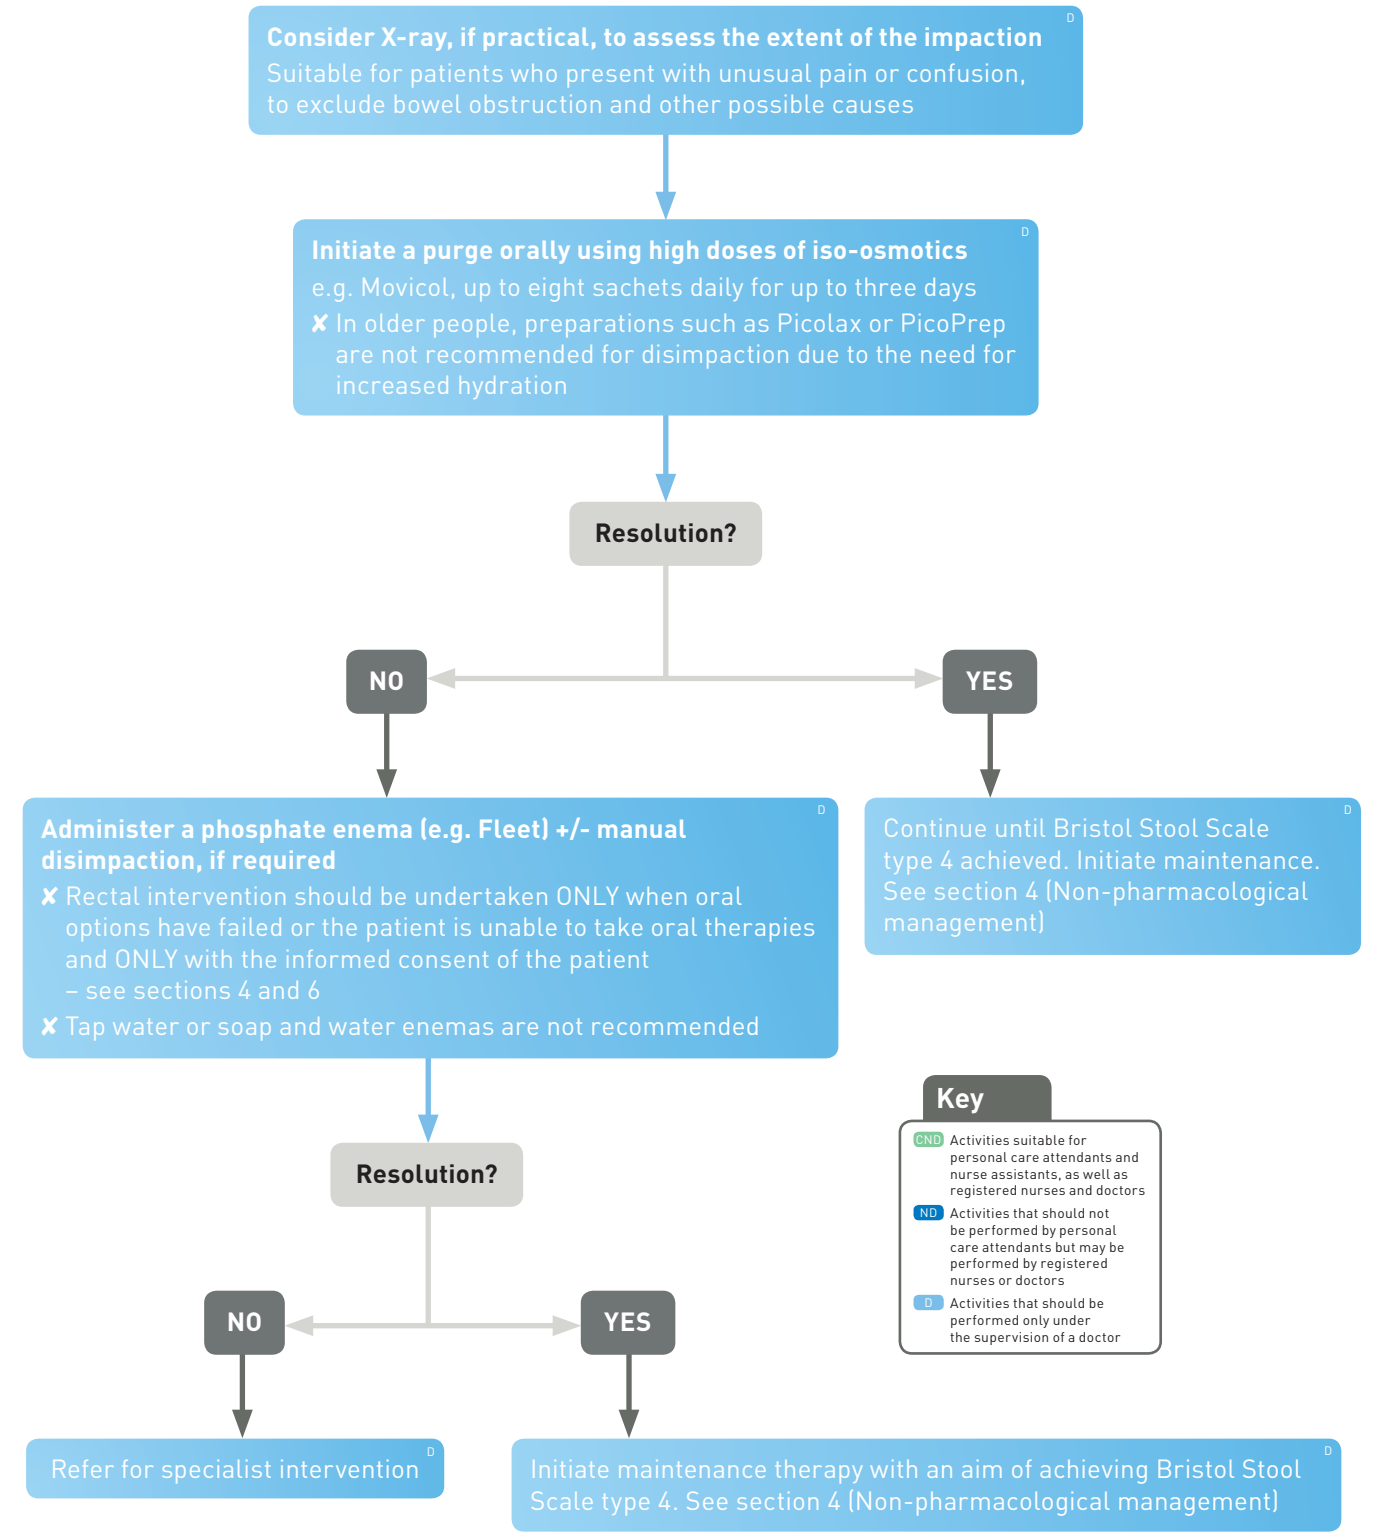 D
Consider X-ray, if practical, to assess the extent of the impaction
Suitable for patients who present with unusual pain or confusion,
to exclude bowel obstruction and other possible causes
D
Initiate a purge orally using high doses of iso-osmotics
e.g. Movicol, up to eight sachets daily for up to three days
✘ In older people, preparations such as Picolax or PicoPrep
are not recommended for disimpaction due to the need for
increased hydration
Resolution?
NO
YES
D
Administer a phosphate enema (e.g. Fleet) +/- manual
disimpaction, if required
✘ Rectal intervention should be undertaken ONLY when oral
options have failed or the patient is unable to take oral therapies
and ONLY with the informed consent of the patient
– see sections 4 and 6
✘ Tap water or soap and water enemas are not recommended
D
Continue until Bristol Stool Scale
type 4 achieved. Initiate maintenance.
See section 4 (Non-pharmacological
management)
Resolution?
NO
YES
D
Refer for specialist intervention
D
Initiate maintenance therapy with an aim of achieving Bristol Stool
Scale type 4. See section 4 (Non-pharmacological management)
Key
CND Activities suitable for
personal care attendants and
nurse assistants, as well as
registered nurses and doctors
ND Activities that should not
be performed by personal
care attendants but may be
performed by registered
nurses or doctors
D Activities that should be
performed only under
the supervision of a doctor